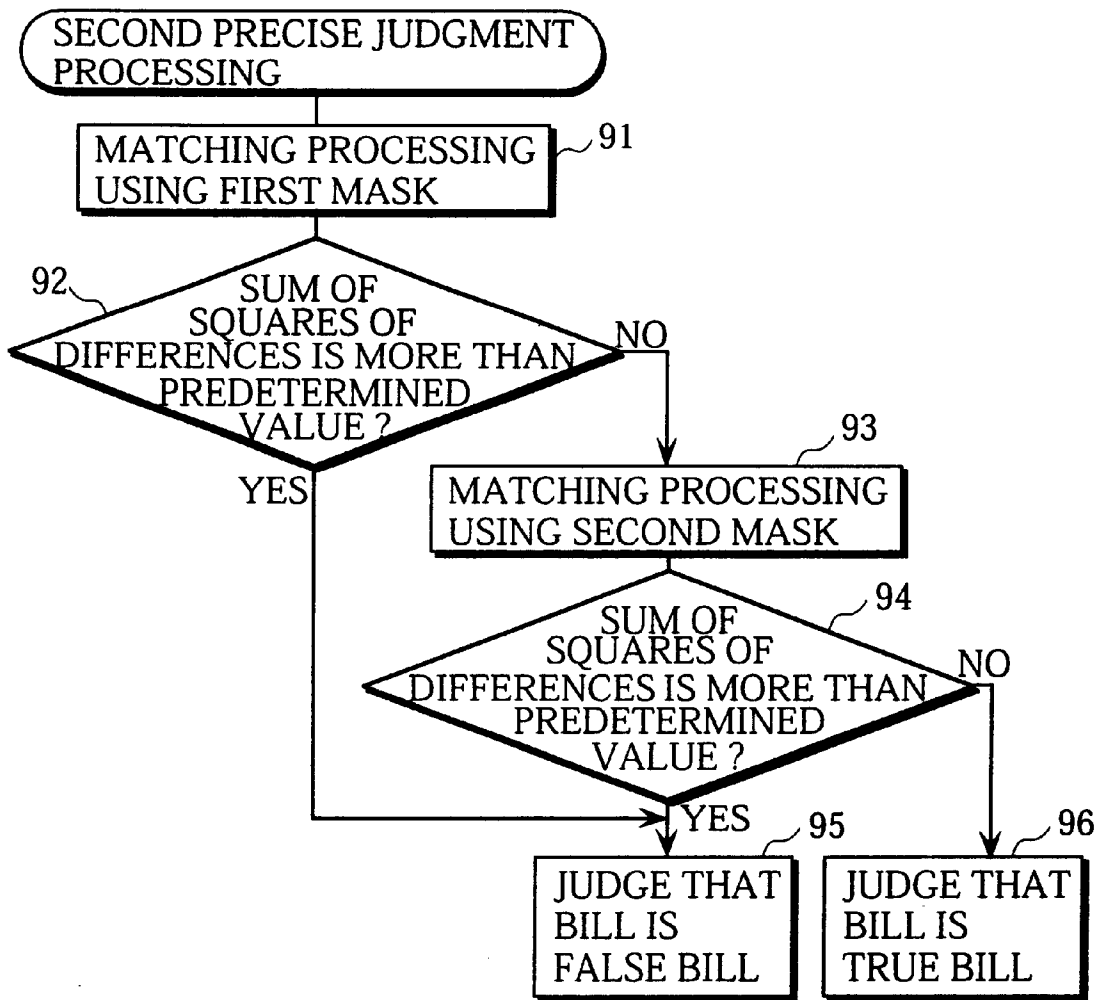 SECOND PRECISE JUDGMENT
PROCESSING
MATCHING PROCESSING
USING FIRST MASK
91
92
SUM OF
SQUARES OF
DIFFERENCES IS MORE THAN
PREDETERMINED
VALUE ?
NO
YES
93
MATCHING PROCESSING
USING SECOND MASK
94
SUM OF
SQUARES OF
DIFFERENCES IS MORE THAN
PREDETERMINED
VALUE ?
NO
YES
95
JUDGE THAT
BILL IS
FALSE BILL
96
JUDGE THAT
BILL IS
TRUE BILL